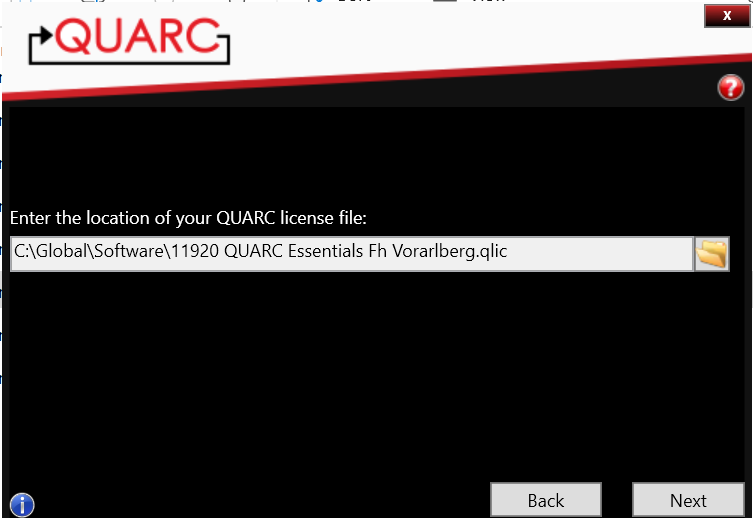 X
QUARC
?
Enter the location of your QUARC license file:
C:\Global\Software\11920 QUARC Essentials Fh Vorarlberg.qlic
i
Back
Next